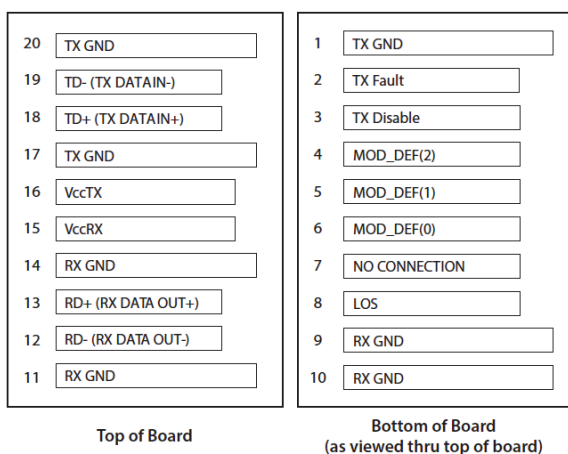 20 TX GND
19 TD- (TX DATAIN-)
18 TD+ (TX DATAIN+)
17 TX GND
16 VccTX
15 VccRX
14 RX GND
13 RD+ (RX DATA OUT+)
12 RD- (RX DATA OUT-)
11 RX GND
Top of Board
1 TX GND
2 TX Fault
3 TX Disable
4 MOD_DEF(2)
5 MOD_DEF(1)
6 MOD_DEF(0)
7 NO CONNECTION
8 LOS
9 RX GND
10 RX GND
Bottom of Board
(as viewed thru top of board)